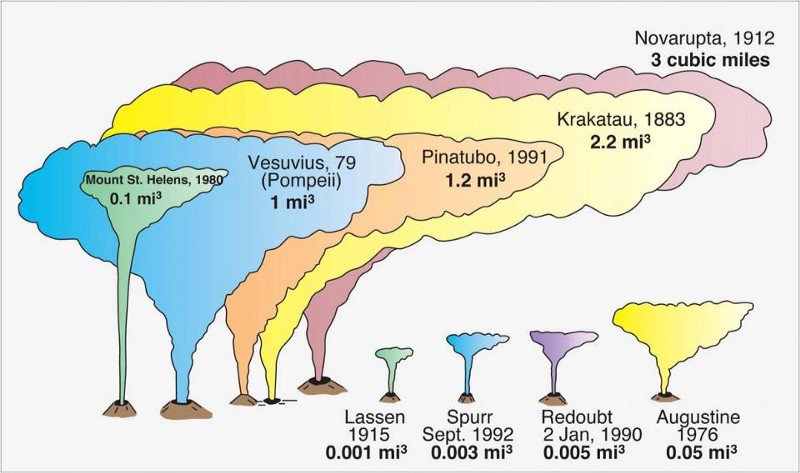 Novarupta, 1912
3 cubic miles
Krakatau, 1883
2.2 mi³
Pinatubo, 1991
1.2 mi³
Vesuvius, 79
(Pompeii)
1 mi³
Mount St. Helens, 1980
0.1 mi³
Lassen
1915
0.001 mi³
Spurr
Sept. 1992
0.003 mi³
Redoubt
2 Jan, 1990
0.005 mi³
Augustine
1976
0.05 mi³